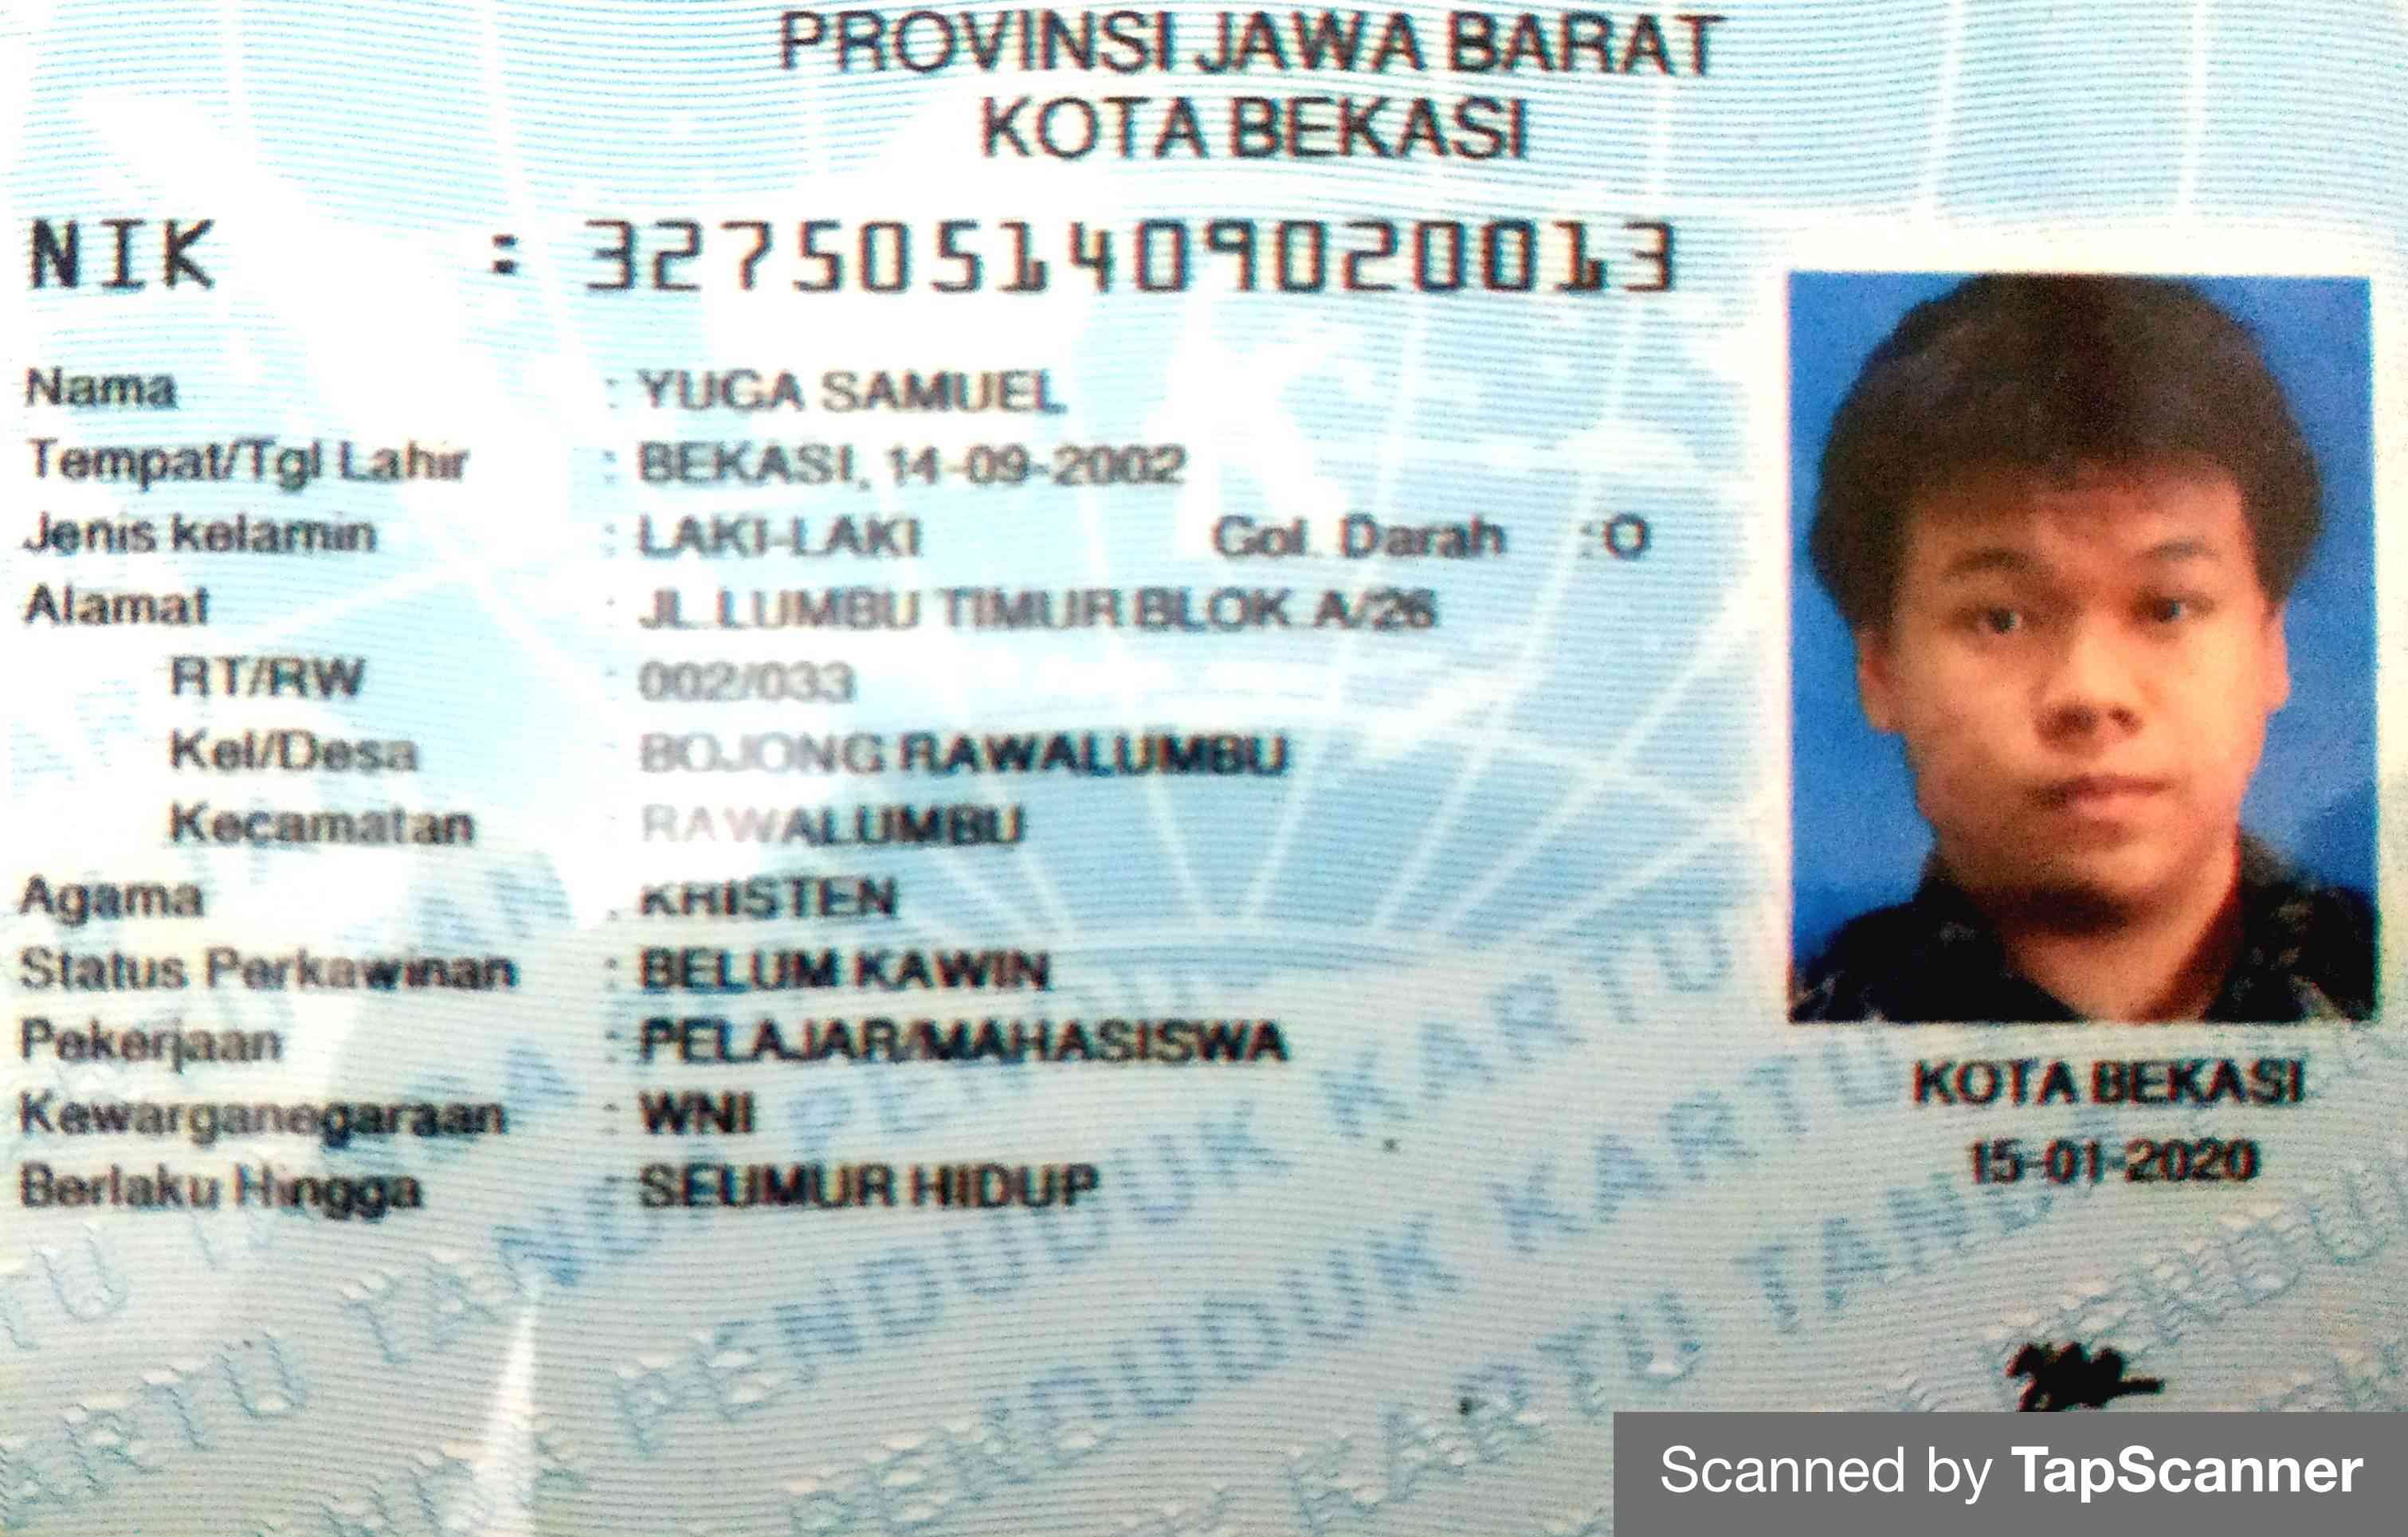 PROVINSI JAWA BARAT
KOTA BEKASI
NIK : 3275051409020013
Nama : YUGA SAMUEL
Tempat/Tgl Lahir : BEKASI, 14-09-2002
Jenis kelamin : LAKI-LAKI Gol. Darah :O
Alamat : JL.LUMBU TIMUR BLOK A/26
RT/RW : 002/033
Kel/Desa : BOJONG RAWALUMBU
Kecamatan : RAWALUMBU
Agama : KRISTEN
Status Perkawinan : BELUM KAWIN
Pekerjaan : PELAJAR/MAHASISWA
Kewarganegaraan : WNI
Berlaku Hingga : SEUMUR HIDUP
KOTA BEKASI
15-01-2020
Scanned by TapScanner